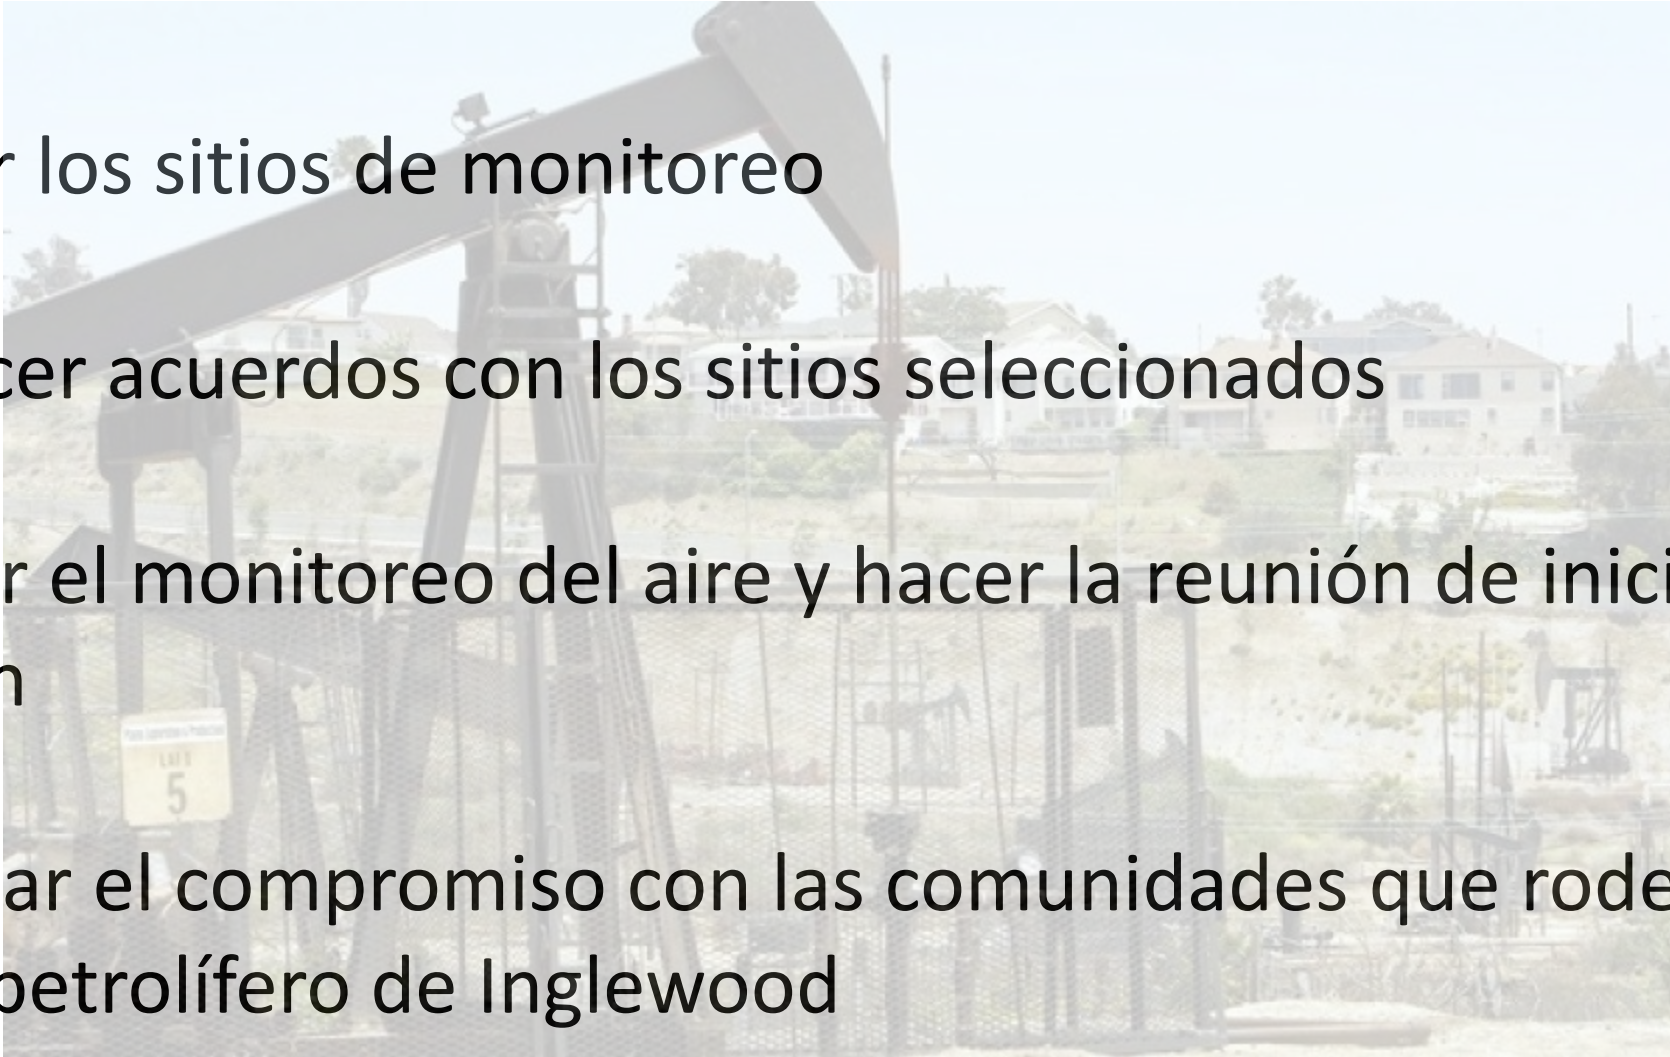 r los sitios de monitoreo
cer acuerdos con los sitios seleccionados
r el monitoreo del aire y hacer la reunión de inici
n
5
ar el compromiso con las comunidades que rode
petrolífero de Inglewood